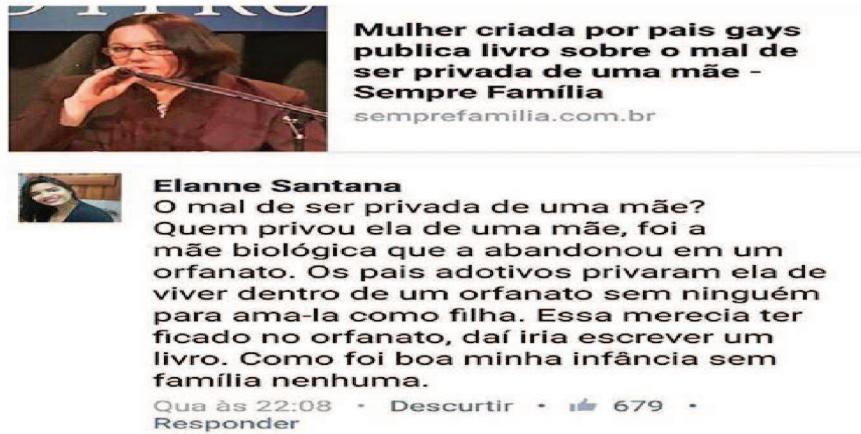 Mulher criada por pais gays
publica livro sobre o mal de
ser privada de uma mãe -
Sempre Família
semprefamilia.com.br
Elanne Santana
O mal de ser privada de uma mãe?
Quem privou ela de uma mãe, foi a
mãe biológica que a abandonou em um
orfanato. Os pais adotivos privaram ela de
viver dentro de um orfanato sem ninguém
para ama-la como filha. Essa merecia ter
ficado no orfanato, daí iria escrever um
livro. Como foi boa minha infância sem
família nenhuma.
Qua às 22:08 · Descurtir · 679 ·
Responder